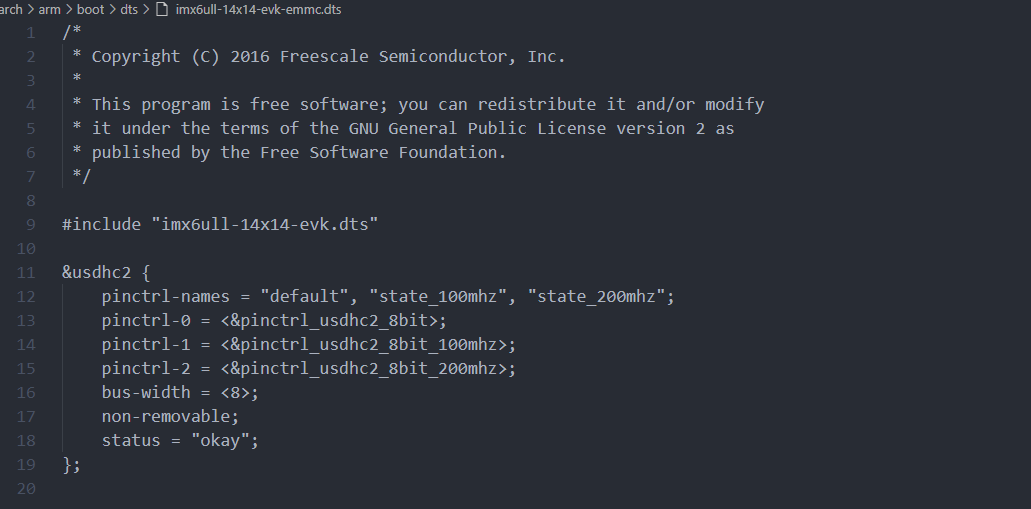 arch > arm > boot > dts > imx6ull-14x14-evk-emmc.dts
1 /*
2  * Copyright (C) 2016 Freescale Semiconductor, Inc.
3  *
4  * This program is free software; you can redistribute it and/or modify
5  * it under the terms of the GNU General Public License version 2 as
6  * published by the Free Software Foundation.
7  */
8
9 #include "imx6ull-14x14-evk.dts"
10
11 &usdhc2 {
12     pinctrl-names = "default", "state_100mhz", "state_200mhz";
13     pinctrl-0 = <&pinctrl_usdhc2_8bit>;
14     pinctrl-1 = <&pinctrl_usdhc2_8bit_100mhz>;
15     pinctrl-2 = <&pinctrl_usdhc2_8bit_200mhz>;
16     bus-width = <8>;
17     non-removable;
18     status = "okay";
19 };
20